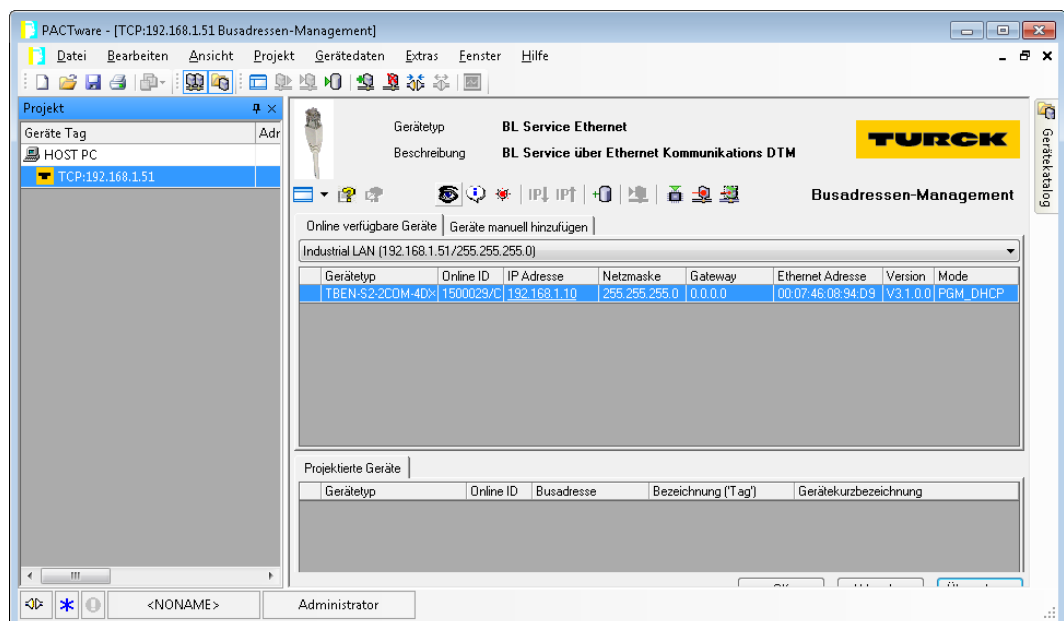 PACTware - [TCP:192.168.1.51 Busadressen-Management]
Datei Bearbeiten Ansicht Projekt Gerätedaten Extras Fenster Hilfe
Projekt
Geräte Tag Adr
HOST PC
TCP:192.168.1.51
Gerätetyp BL Service Ethernet
Beschreibung BL Service über Ethernet Kommunikations DTM
TURCK
Busadressen-Management
Online verfügbare Geräte Geräte manuell hinzufügen
Industrial LAN (192.168.1.51/255.255.255.0)
Gerätetyp Online ID IP Adresse Netzmaske Gateway Ethernet Adresse Version Mode
TBEN-S2-2COM-4DX 1500029/C 192.168.1.10 255.255.255.0 0.0.0.0 00:07:46:08:94:D9 V3.1.0.0 PGM_DHCP
Projektierte Geräte
Gerätetyp Online ID Busadresse Bezeichnung ('Tag') Gerätekurzbezeichnung
Gerätekatalog
<NONAME> Administrator